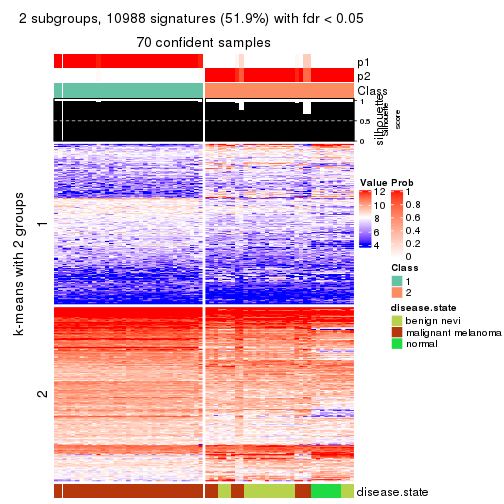 2 subgroups, 10988 signatures (51.9%) with fdr < 0.05
70 confident samples
p1
p2
Class
silhouette
silhouette
score
1
0.5
0
k-means with 2 groups
1
2
Value
12
10
8
6
4
Prob
1
0.8
0.6
0.4
0.2
0
Class
1
2
disease.state
benign nevi
malignant melanoma
normal
disease.state